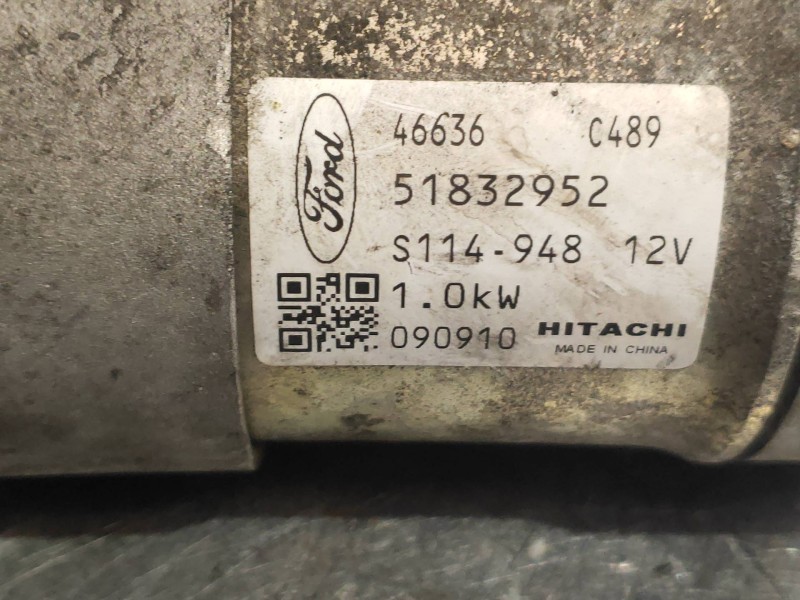 Ford
46636 C489
51832952
S114-948 12V
1.0kW
090910 HITACHI
MADE IN CHINA